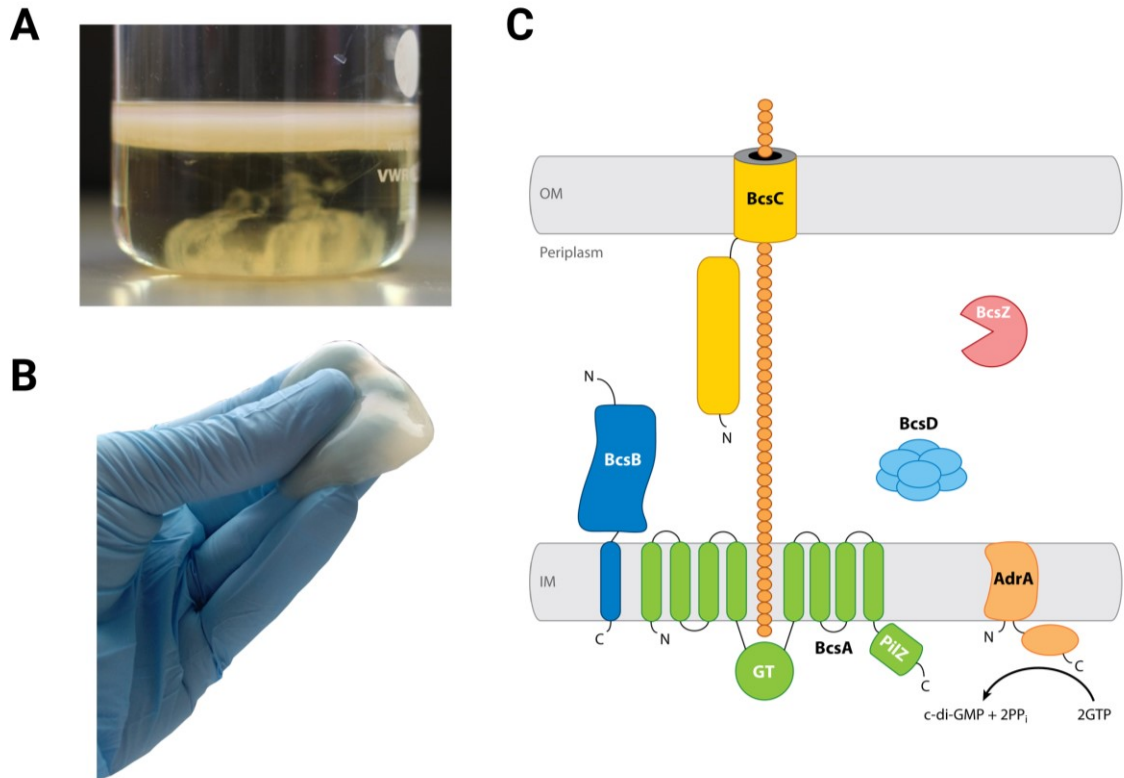 A
VWR
B
C
OM
BcsC
Periplasm
BcsZ
N
N
BcsD
BcsB
IM
AdrA
C
N
BcsA
PilZ
N
C
GT
C
c-di-GMP + 2PPi
2GTP